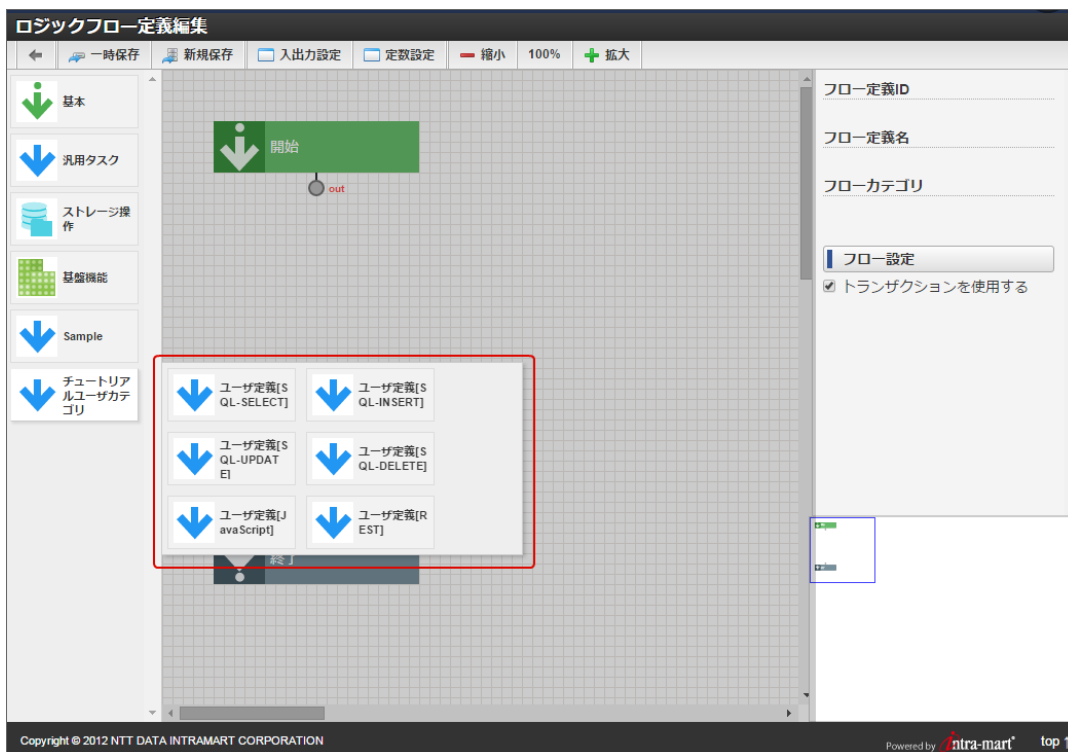 ロジックフロー定義編集
一時保存 新規保存 入出力設定 定数設定 縮小 100% 拡大
基本
汎用タスク
ストレージ操
作
基盤機能
Sample
チュートリア
ルユーザカテ
ゴリ
開始
out
ユーザ定義[S
QL-SELECT]
ユーザ定義[S
QL-INSERT]
ユーザ定義[S
QL-UPDAT
E]
ユーザ定義[S
QL-DELETE]
ユーザ定義[J
avaScript]
ユーザ定義[R
EST]
終了
フロー定義ID
フロー定義名
フローカテゴリ
フロー設定
トランザクションを使用する
Copyright © 2012 NTT DATA INTRAMART CORPORATION
Powered by intra-mart
top